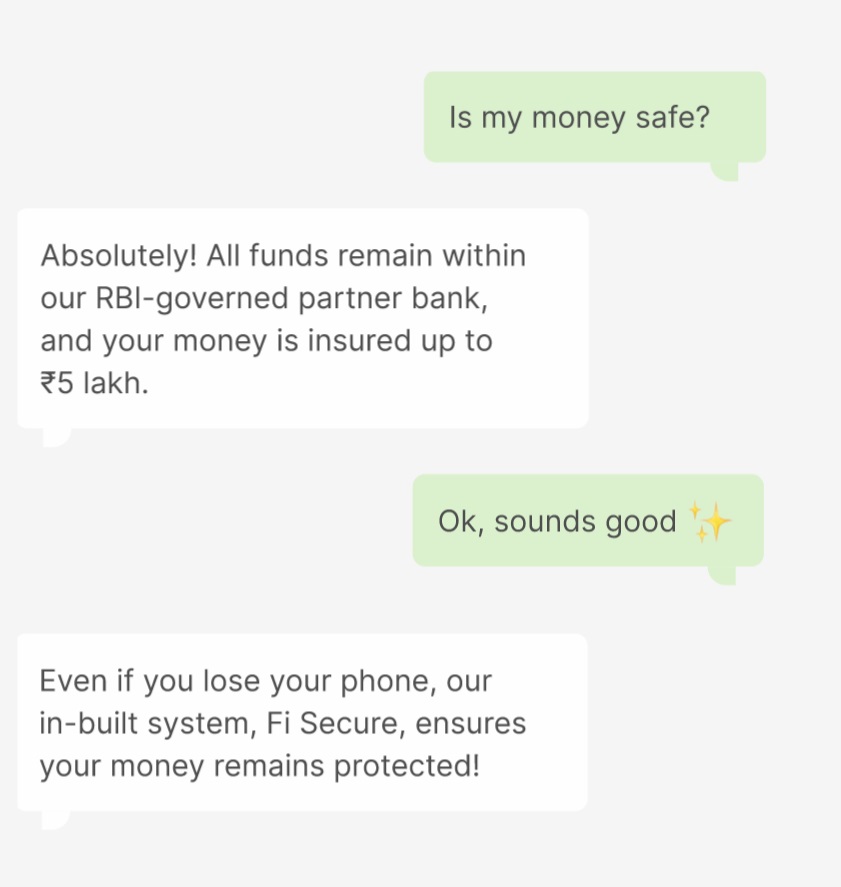 Is my money safe?
Absolutely! All funds remain within
our RBI-governed partner bank,
and your money is insured up to
₹5 lakh.
Ok, sounds good ✨
Even if you lose your phone, our
in-built system, Fi Secure, ensures
your money remains protected!